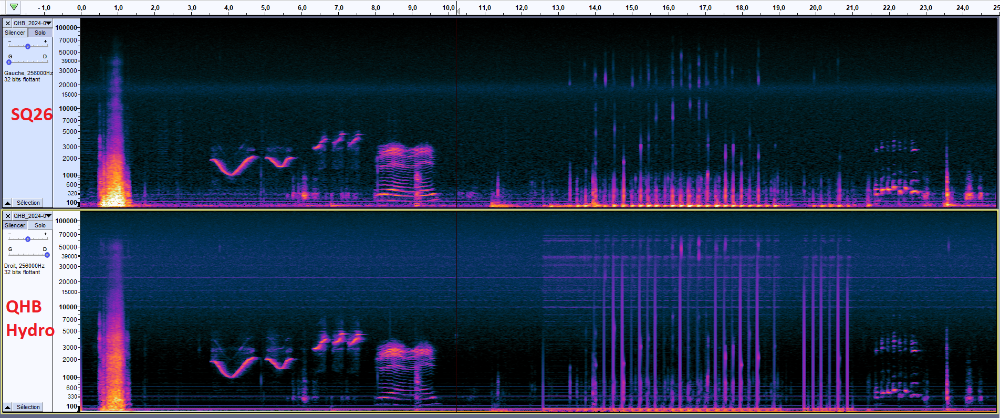 - 1,0 0,0 1,0 2,0 3,0 4,0 5,0 6,0 7,0 8,0 9,0 10,0 11,0 12,0 13,0 14,0 15,0 16,0 17,0 18,0 19,0 20,0 21,0 22,0 23,0 24,0 25
QHB_2024-0
Silencer Solo
- +
G D
Gauche, 256000Hz
32 bits flottant
SQ26
Sélection
100000
70000
50000
39000
30000
20000
15000
10000
7000
5000
3000
2000
1000
600
320
100
QHB_2024-0
Silencer Solo
- +
G D
Droit, 256000Hz
32 bits flottant
QHB
Hydro
Sélection
100000
70000
50000
39000
30000
20000
15000
10000
7000
5000
3000
2000
1000
600
330
100